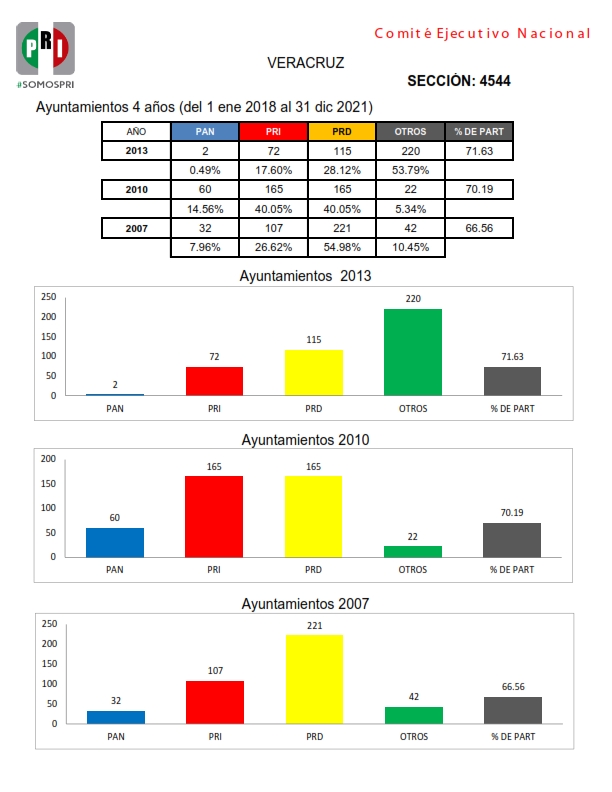 Comité Ejecutivo Nacional
PRI
#SOMOSPRI
VERACRUZ
SECCIÓN: 4544
Ayuntamientos 4 años (del 1 ene 2018 al 31 dic 2021)
AÑO PAN PRI PRD OTROS % DE PART
2013 2 72 115 220 71.63
0.49% 17.60% 28.12% 53.79%
2010 60 165 165 22 70.19
14.56% 40.05% 40.05% 5.34%
2007 32 107 221 42 66.56
7.96% 26.62% 54.98% 10.45%
Ayuntamientos 2013
250
200
150
100
50
0
2 72 115 220 71.63
PAN PRI PRD OTROS % DE PART
Ayuntamientos 2010
200
150
100
50
0
60 165 165 22 70.19
PAN PRI PRD OTROS % DE PART
Ayuntamientos 2007
250
200
150
100
50
0
32 107 221 42 66.56
PAN PRI PRD OTROS % DE PART